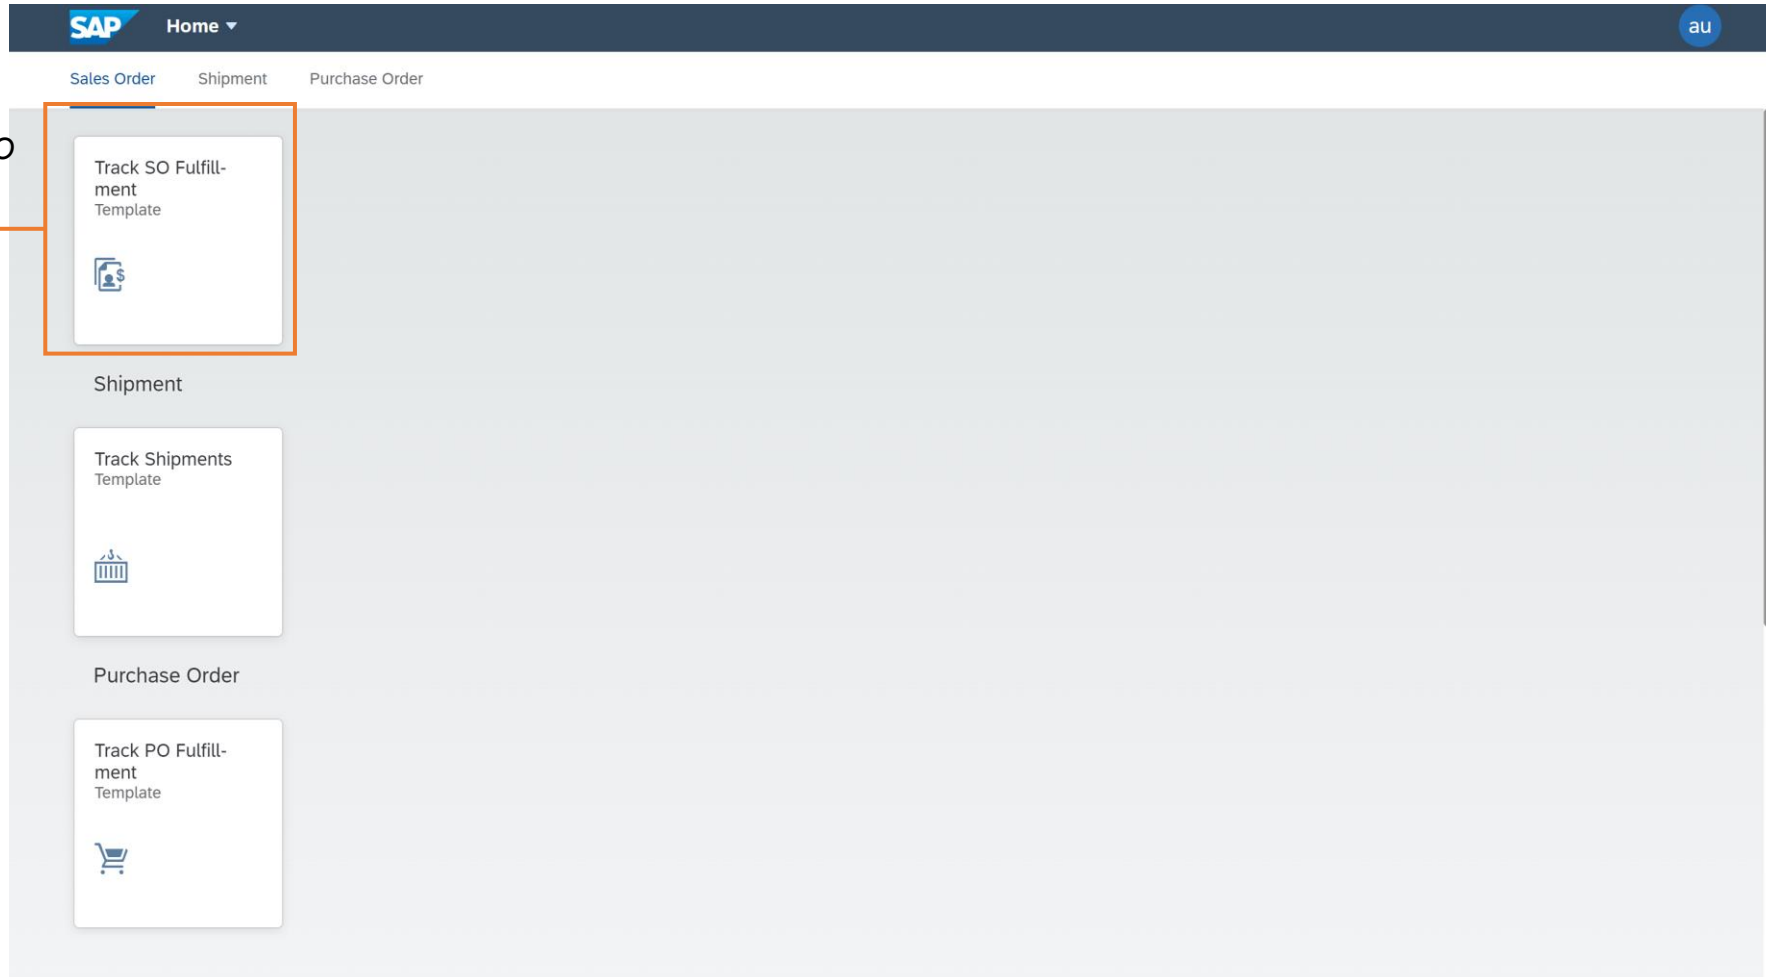 SAP Home
au
Sales Order Shipment Purchase Order
Track SO Fulfill-
ment
Template
$
Shipment
Track Shipments
Template
Purchase Order
Track PO Fulfill-
ment
Template